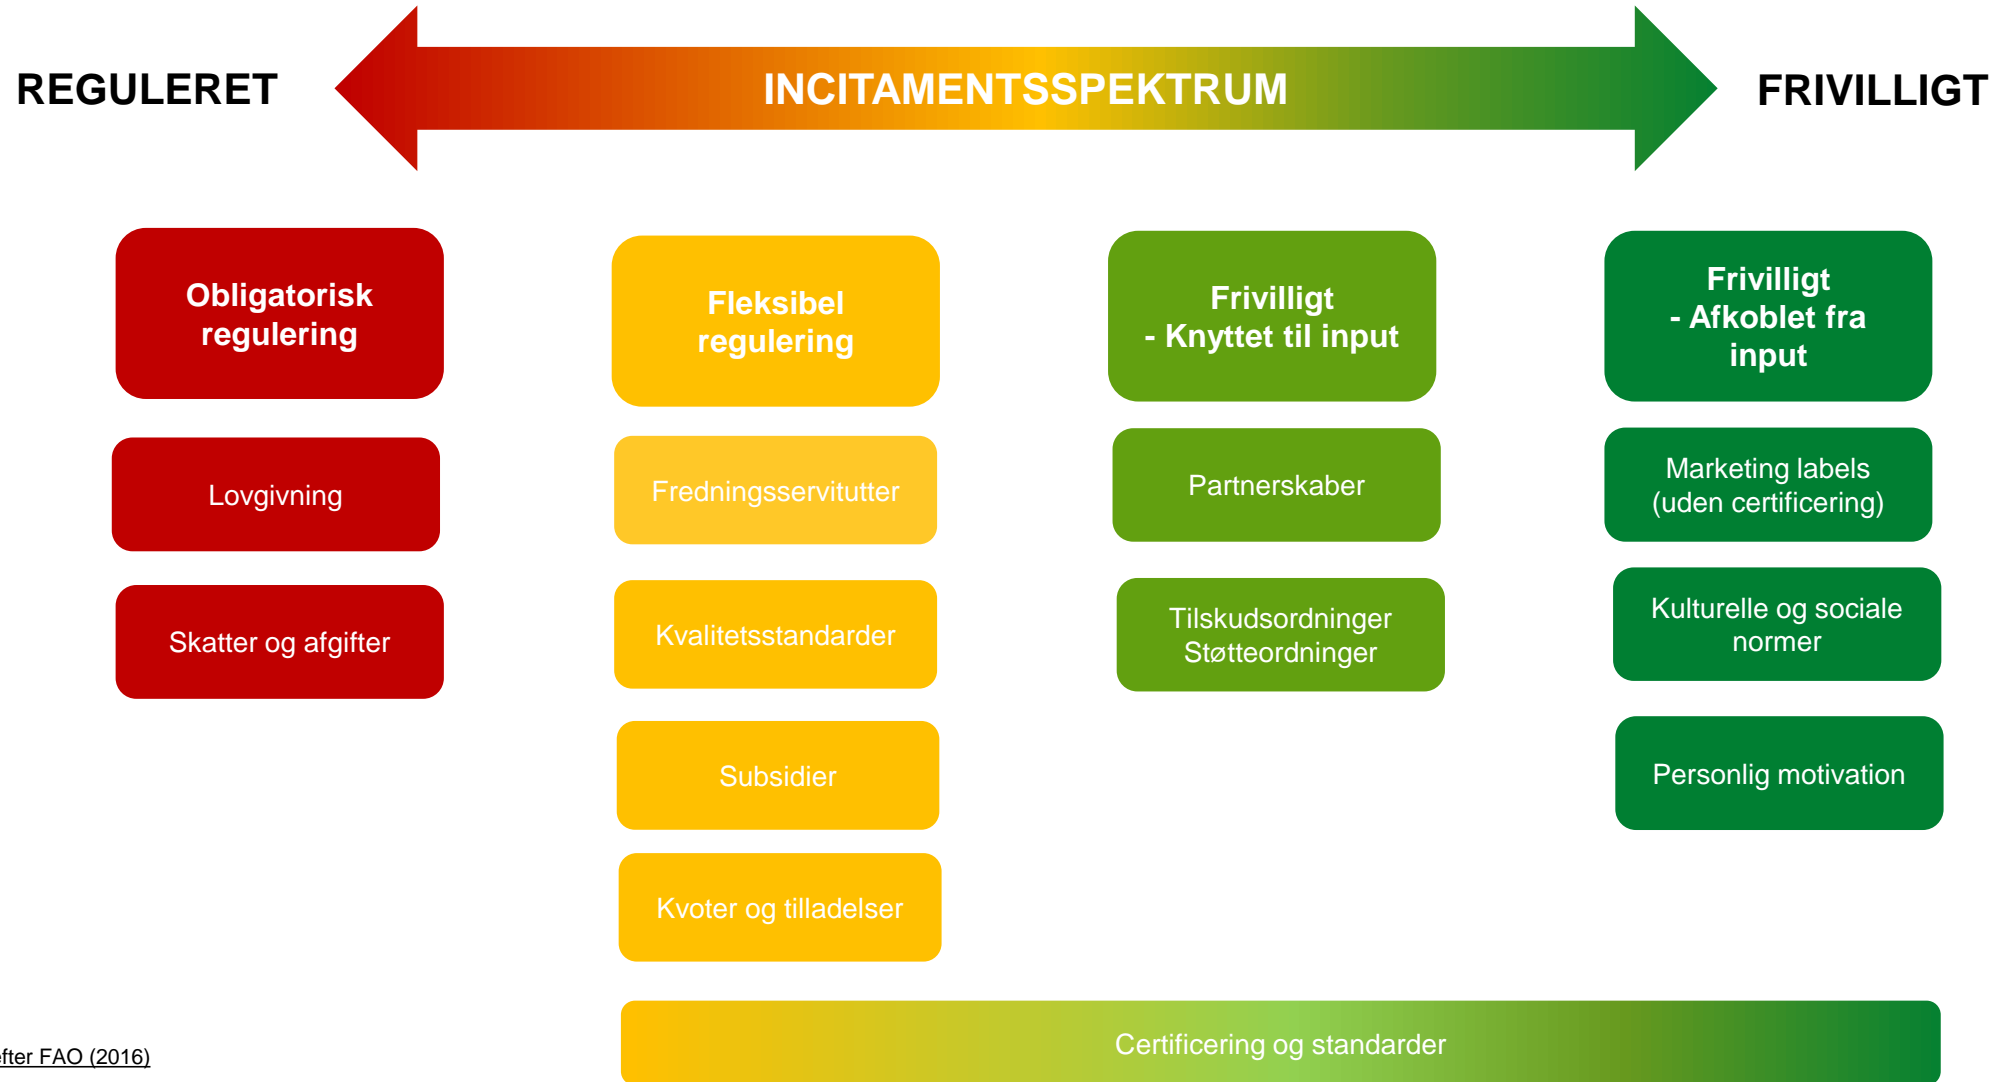 REGULERET
INCITAMENTSSPEKTRUM
FRIVILLIGT
Obligatorisk
regulering
Lovgivning
Skatter og afgifter
Fleksibel
regulering
Fredningsservitutter
Kvalitetsstandarder
Subsidier
Kvoter og tilladelser
Frivilligt
- Knyttet til input
Partnerskaber
Tilskudsordninger
Støtteordninger
Frivilligt
- Afkoblet fra
input
Marketing labels
(uden certificering)
Kulturelle og sociale
normer
Personlig motivation
Certificering og standarder
FAO (2016)